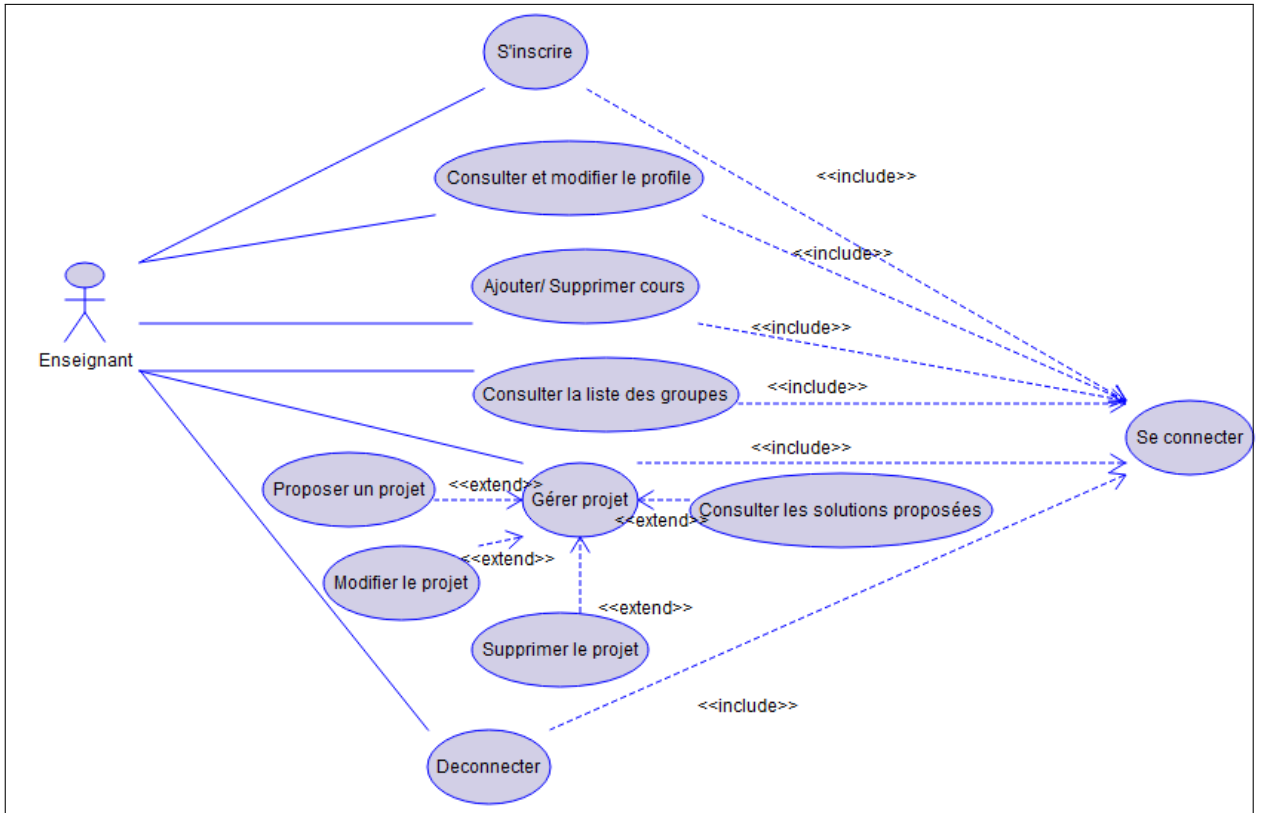 S'inscrire
Consulter et modifier le profile
<<include>>
<<include>>
Ajouter/ Supprimer cours
<<include>>
Enseignant
Consulter la liste des groupes
<<include>>
Se connecter
<<include>>
Proposer un projet
<<extend>>
Gérer projet
Consulter les solutions proposées
<<extend>>
<<extend>>
Modifier le projet
<<extend>>
Supprimer le projet
<<include>>
Deconnecter